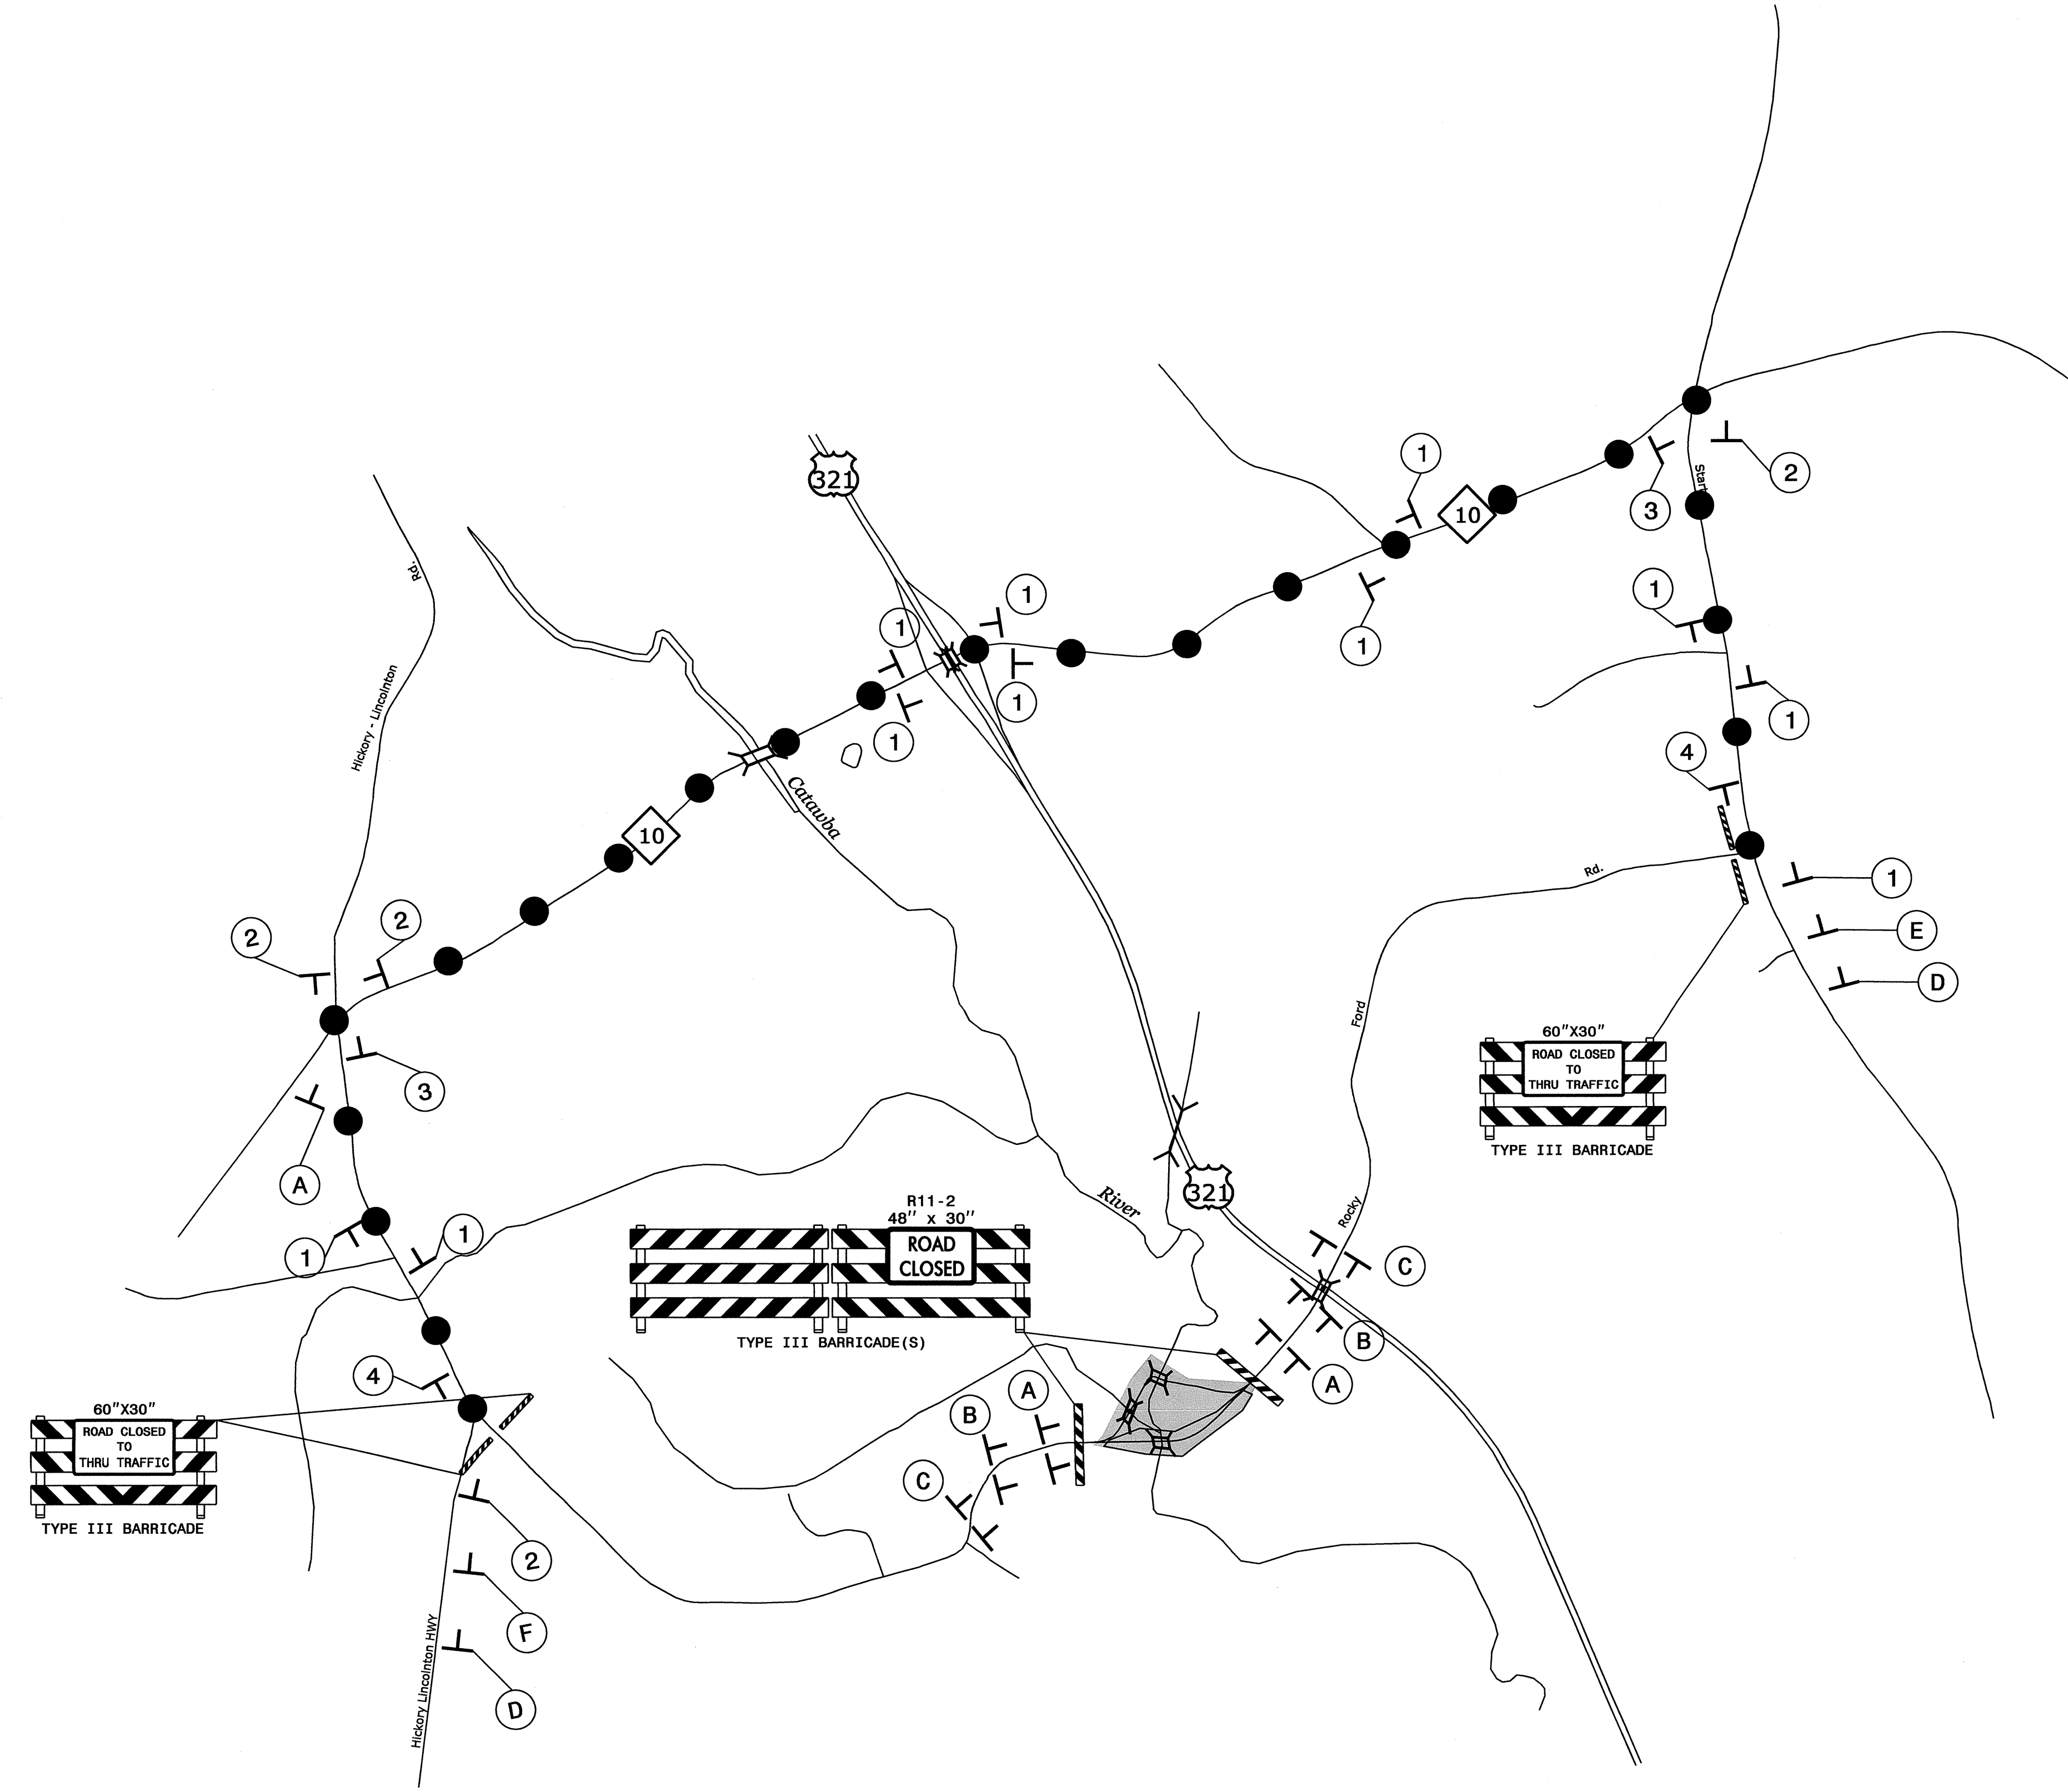 321
1
10
3
2
Start
1
1
1
1
1
1
Rd.
Hickory - Lincolnton
1
1
4
Catawba
10
Rd.
1
2
2
E
D
Ford
3
60"X30"
ROAD CLOSED
TO
THRU TRAFFIC
TYPE III BARRICADE
A
321
River
Rocky
R11-2
48" x 30"
ROAD
CLOSED
TYPE III BARRICADE(S)
1
1
C
B
A
4
A
B
C
60"X30"
ROAD CLOSED
TO
THRU TRAFFIC
TYPE III BARRICADE
2
F
D
Hickory Lincolnton HWY